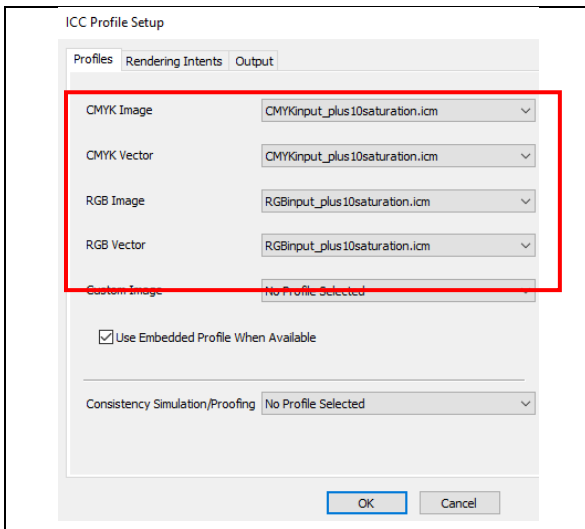 ICC Profile Setup
Profiles Rendering Intents Output
CMYK Image CMYKinput_plus10saturation.icm
CMYK Vector CMYKinput_plus10saturation.icm
RGB Image RGBinput_plus10saturation.icm
RGB Vector RGBinput_plus10saturation.icm
Custom Image No Profile Selected
Use Embedded Profile When Available
Consistency Simulation/Proofing No Profile Selected
OK Cancel